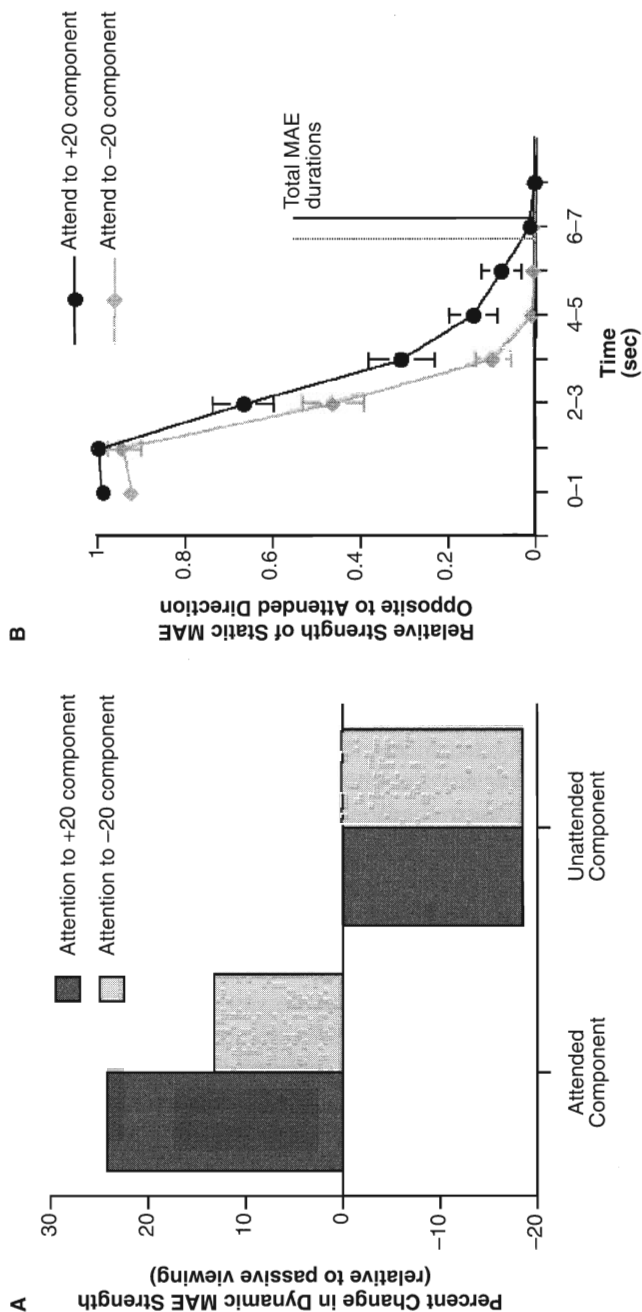 A
Percent Change in Dynamic MAE Strength
(relative to passive viewing)
30
20
10
0
−10
−20
Attention to +20 component
Attention to −20 component
Attended
Component
Unattended
Component
B
Relative Strength of Static MAE
Opposite to Attended Direction
1
0.8
0.6
0.4
0.2
0
Attend to +20 component
Attend to −20 component
Total MAE
durations
0–1
2–3
4–5
6–7
Time
(sec)